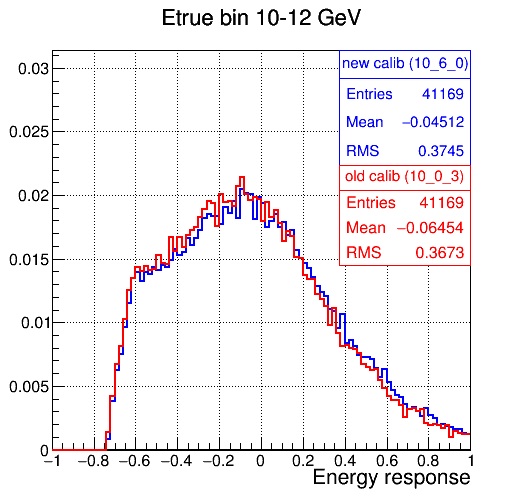 Etrue bin 10-12 GeV
new calib (10_6_0)
Entries 41169
Mean −0.04512
RMS 0.3745
old calib (10_0_3)
Entries 41169
Mean −0.06454
RMS 0.3673
0.03
0.025
0.02
0.015
0.01
0.005
0
−1 −0.8 −0.6 −0.4 −0.2 0 0.2 0.4 0.6 0.8 1
Energy response